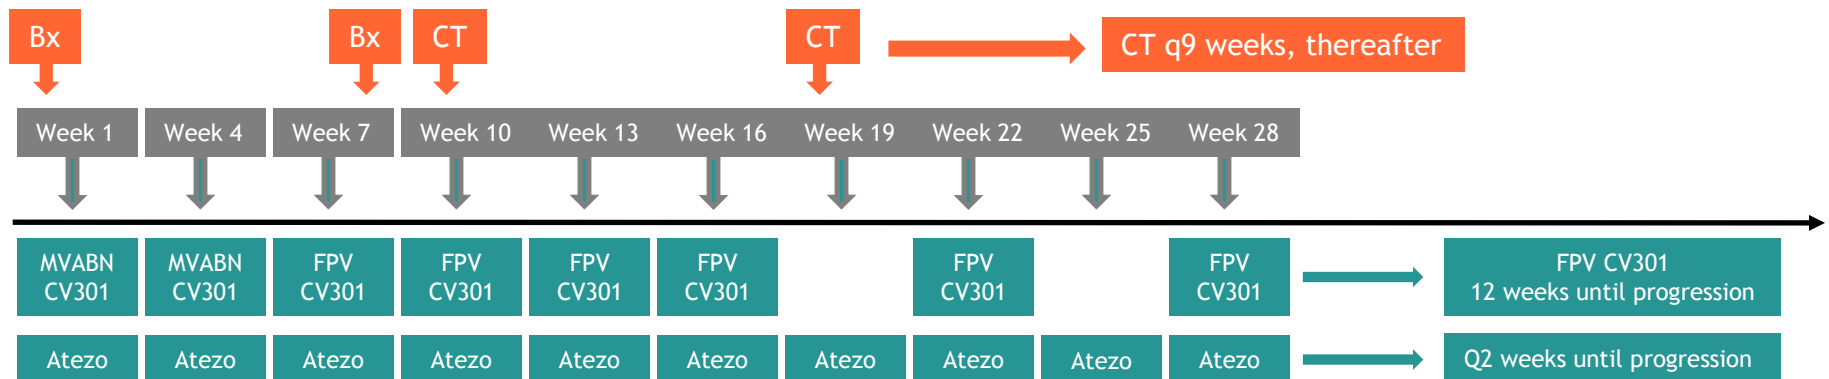 Bx Bx CT CT CT q9 weeks, thereafter
Week 1 Week 4 Week 7 Week 10 Week 13 Week 16 Week 19 Week 22 Week 25 Week 28
MVABN MVABN FPV FPV FPV FPV FPV FPV FPV CV301
CV301 CV301 CV301 CV301 CV301 CV301 CV301 CV301 12 weeks until progression
Atezo Atezo Atezo Atezo Atezo Atezo Atezo Atezo Atezo Atezo Q2 weeks until progression